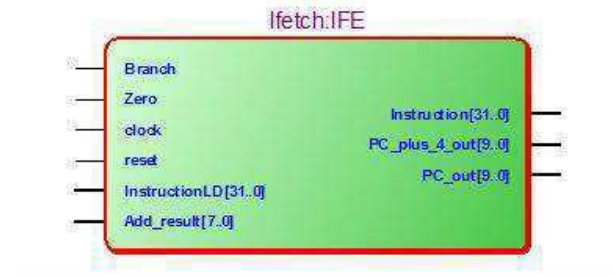 Ifetch:IFE
Branch
Zero
clock
reset
InstructionLD[31..0]
Add_result[7..0]
Instruction[31..0]
PC_plus_4_out[9..0]
PC_out[9..0]